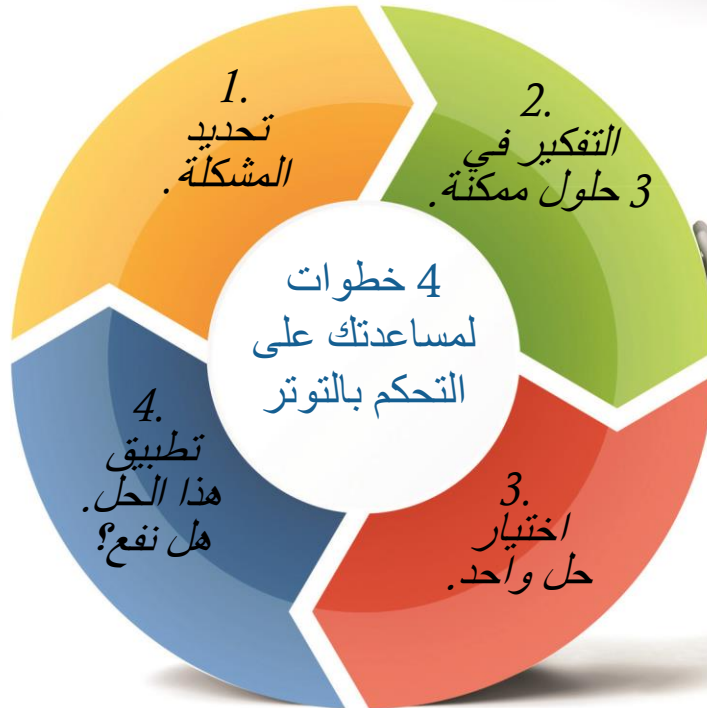 4 خطوات
لمساعدتك على
التحكم بالتوتر
1.
تحديد
المشكلة.
2.
التفكير في
3 حلول ممكنة.
3.
اختيار
حل واحد.
4.
تطبيق
هذا الحل.
هل نفع؟